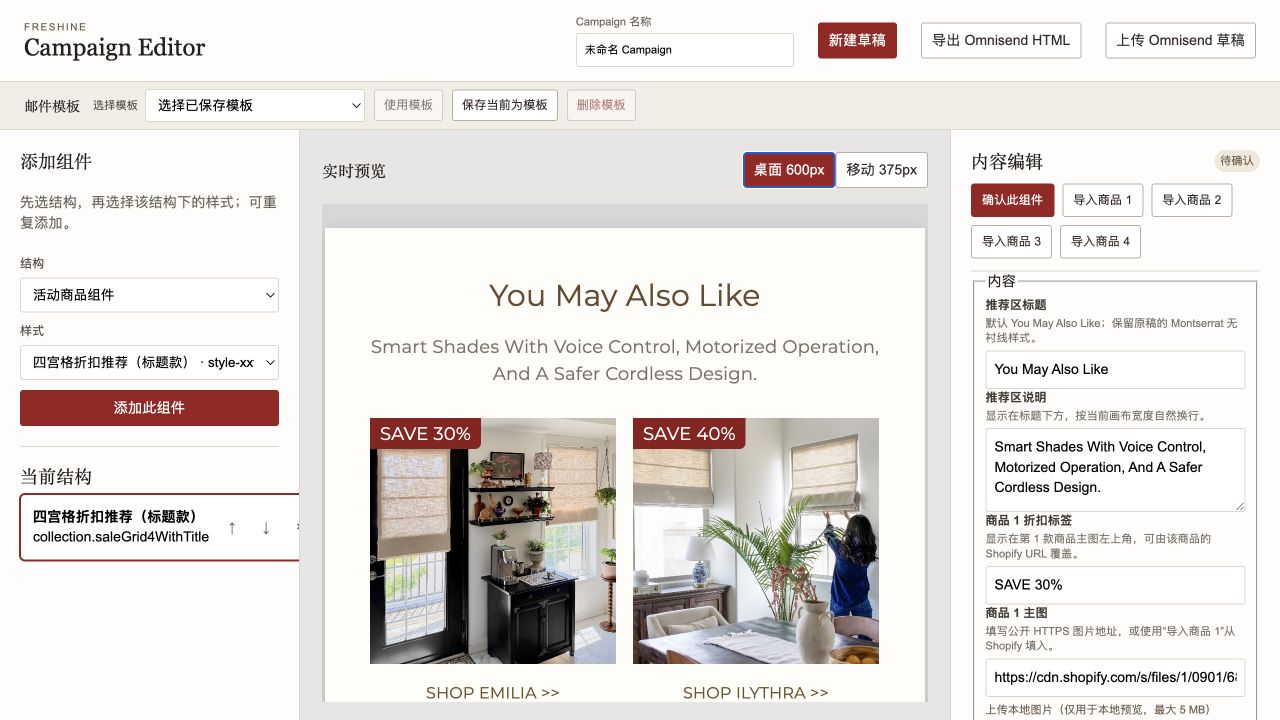 FRESHINE
Campaign Editor
Campaign 名称
未命名 Campaign
新建草稿
导出 Omnisend HTML
上传 Omnisend 草稿
邮件模板
选择模板
选择已保存模板
使用模板
保存当前为模板
删除模板
添加组件
先选结构，再选择该结构下的样式；可重
复添加。
结构
活动商品组件
样式
四宫格折扣推荐（标题款） · style-xx
添加此组件
当前结构
四宫格折扣推荐（标题款）
collection.saleGrid4WithTitle
↑
↓
实时预览
桌面 600px
移动 375px
You May Also Like
Smart Shades With Voice Control, Motorized Operation,
And A Safer Cordless Design.
SAVE 30%
SAVE 40%
SHOP EMILIA >>
SHOP ILYTHRA >>
内容编辑
待确认
确认此组件
导入商品 1
导入商品 2
导入商品 3
导入商品 4
内容
推荐区标题
默认 You May Also Like；保留原稿的 Montserrat 无
衬线样式。
You May Also Like
推荐区说明
显示在标题下方，按当前画布宽度自然换行。
Smart Shades With Voice Control,
Motorized Operation, And A Safer
Cordless Design.
商品 1 折扣标签
显示在第 1 款商品主图左上角，可由该商品的
Shopify URL 覆盖。
SAVE 30%
商品 1 主图
填写公开 HTTPS 图片地址，或使用“导入商品 1”从
Shopify 填入。
https://cdn.shopify.com/s/files/1/0901/68
上传本地图片（仅用于本地预览，最大 5 MB）